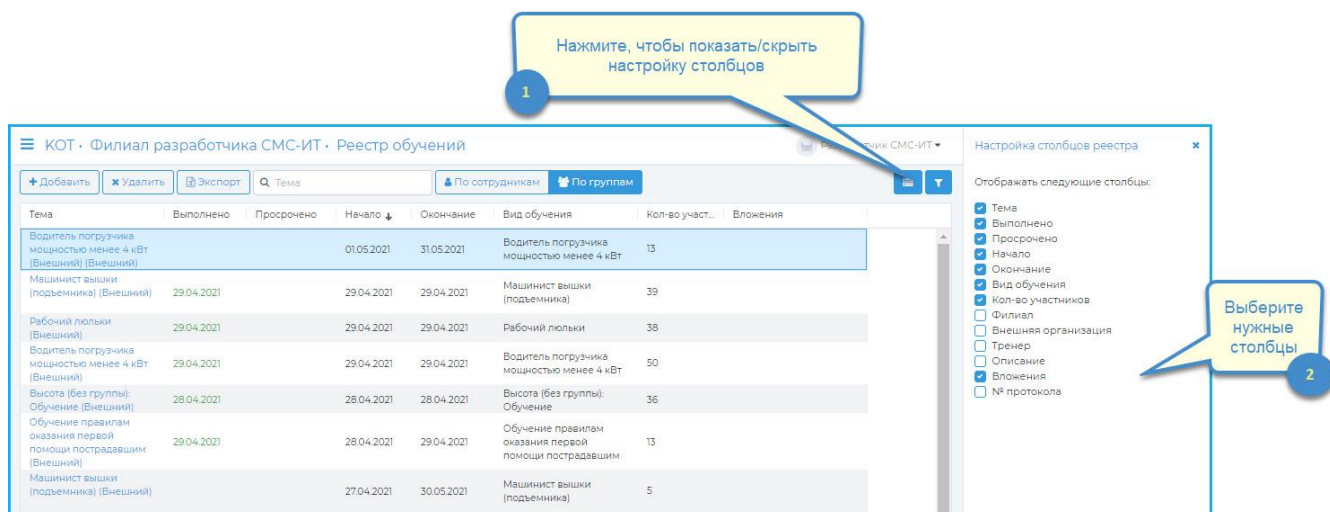 Нажмите, чтобы показать/скрыть
настройку столбцов
1
КОТ • Филиал разработчика СМС-ИТ • Реестр обучений
чик СМС-ИТ
Настройка столбцов реестра
Добавить Удалить Экспорт Тема По сотрудникам По группам
Отображать следующие столбцы:
Тема Выполнено Просрочено Начало Окончание Вид обучения Кол-во участ... Вложения
Водитель погрузчика
мощностью менее 4 кВт
(Внешний) (Внешний)
01.05.2021 31.05.2021
Водитель погрузчика
мощностью менее 4 кВт
13
Машинист вышки
(подъемника) (Внешний)
29.04.2021 29.04.2021 29.04.2021
Машинист вышки
(подъемника)
39
Рабочий люльки
(Внешний)
29.04.2021 29.04.2021 29.04.2021
Рабочий люльки
38
Водитель погрузчика
мощностью менее 4 кВт
(Внешний)
29.04.2021 29.04.2021 29.04.2021
Водитель погрузчика
мощностью менее 4 кВт
50
Высота (без группы):
Обучение (Внешний)
28.04.2021 28.04.2021 28.04.2021
Высота (без группы):
Обучение
36
Обучение правилам
оказания первой
помощи пострадавшим
(Внешний)
29.04.2021 28.04.2021 29.04.2021
Обучение правилам
оказания первой
помощи пострадавшим
13
Машинист вышки
(подъемника) (Внешний)
27.04.2021 30.05.2021
Машинист вышки
(подъемника)
5
Тема
Выполнено
Просрочено
Начало
Окончание
Вид обучения
Кол-во участников
Филиал
Внешняя организация
Тренер
Описание
Вложения
№ протокола
Выберите
нужные
столбцы
2